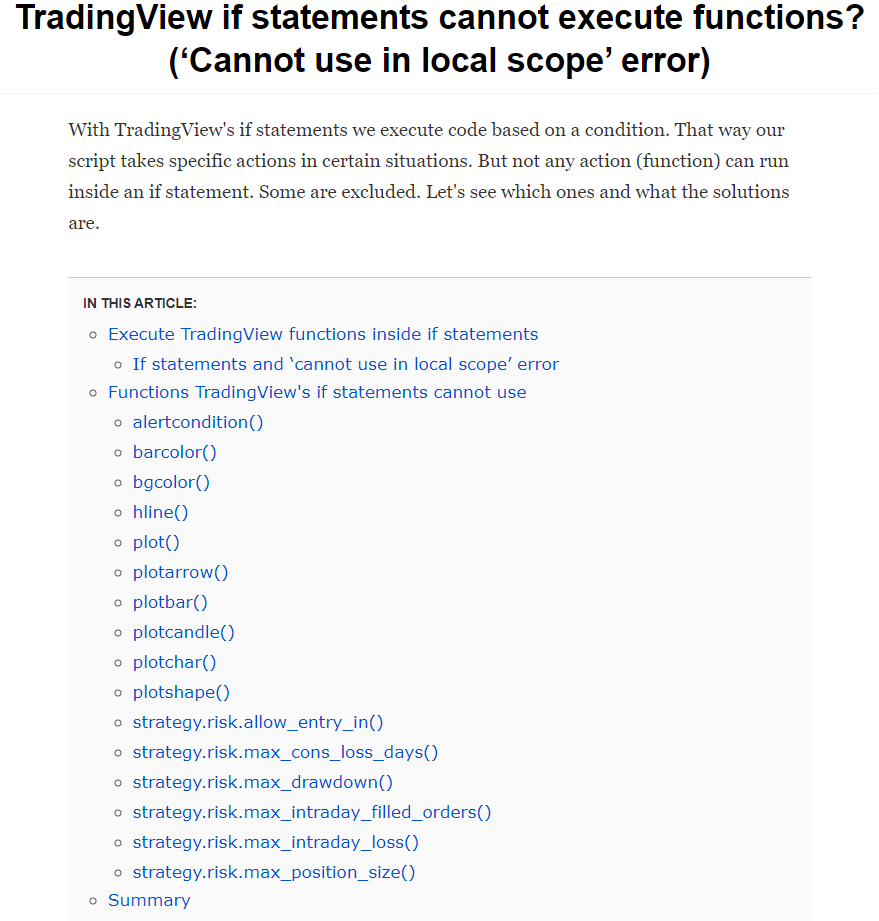 TradingView if statements cannot execute functions?
(‘Cannot use in local scope’ error)
With TradingView's if statements we execute code based on a condition. That way our
script takes specific actions in certain situations. But not any action (function) can run
inside an if statement. Some are excluded. Let's see which ones and what the solutions
are.
IN THIS ARTICLE:
Execute TradingView functions inside if statements
If statements and ‘cannot use in local scope’ error
Functions TradingView's if statements cannot use
alertcondition()
barcolor()
bgcolor()
hline()
plot()
plotarrow()
plotbar()
plotcandle()
plotchar()
plotshape()
strategy.risk.allow_entry_in()
strategy.risk.max_cons_loss_days()
strategy.risk.max_drawdown()
strategy.risk.max_intraday_filled_orders()
strategy.risk.max_intraday_loss()
strategy.risk.max_position_size()
Summary